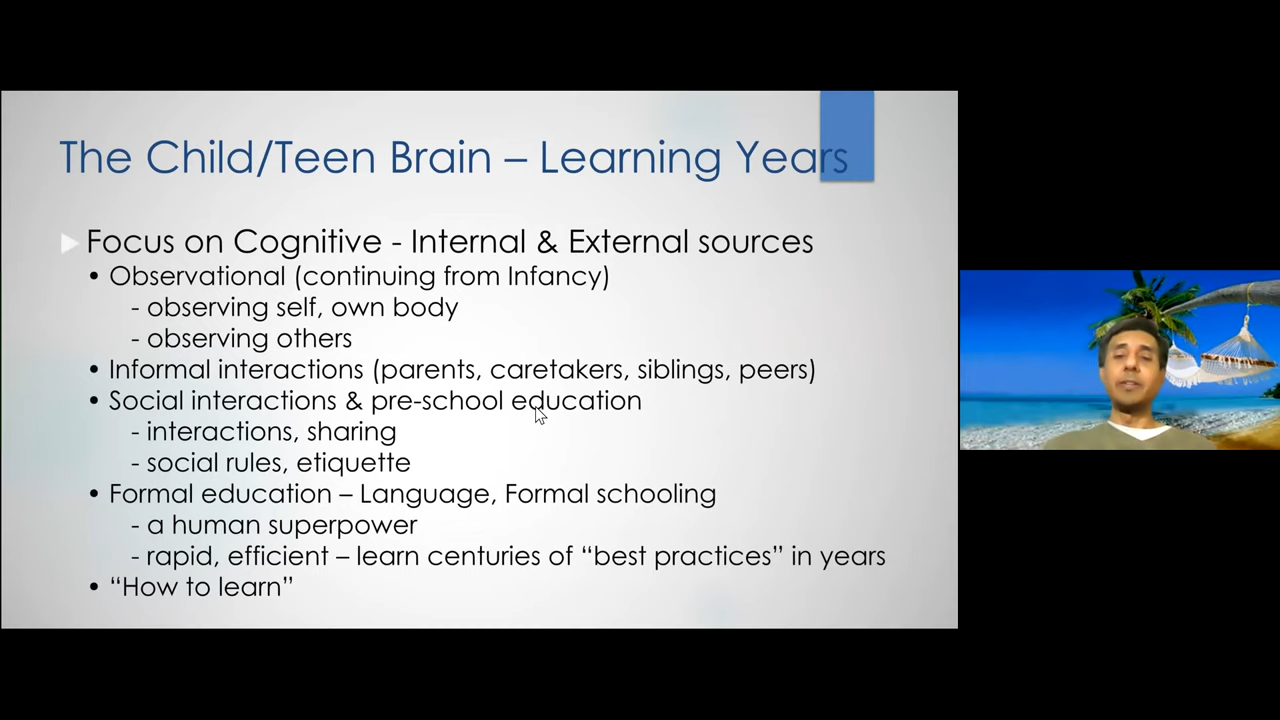 The Child/Teen Brain – Learning Years
Focus on Cognitive - Internal & External sources
• Observational (continuing from Infancy)
- observing self, own body
- observing others
• Informal interactions (parents, caretakers, siblings, peers)
• Social interactions & pre-school education
- interactions, sharing
- social rules, etiquette
• Formal education – Language, Formal schooling
- a human superpower
- rapid, efficient – learn centuries of “best practices” in years
• “How to learn”